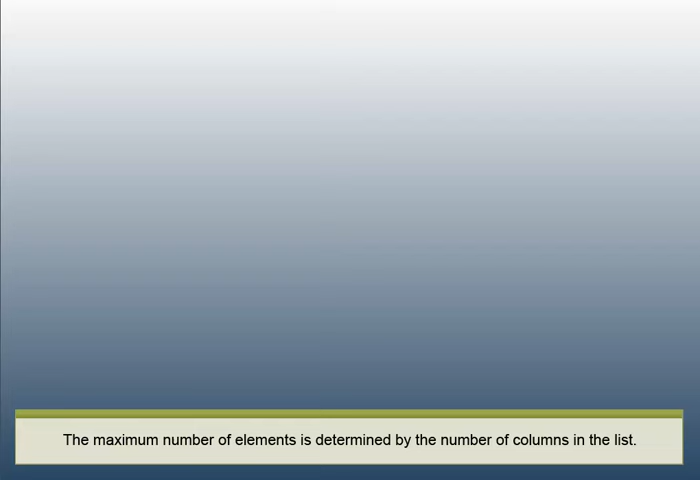 The maximum number of elements is determined by the number of columns in the list.